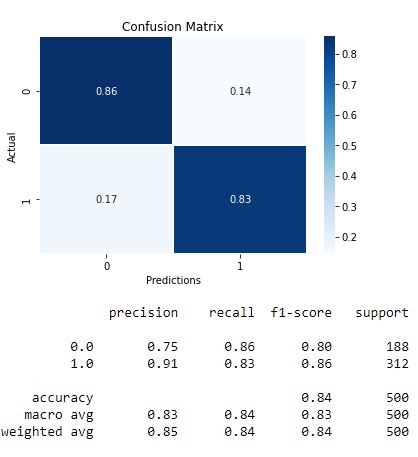 Confusion Matrix
0.86 0.14
0.17 0.83
0
1
Actual
0 1
Predictions
0.8
0.7
0.6
0.5
0.4
0.3
0.2
precision recall f1-score support
0.0 0.75 0.86 0.80 188
1.0 0.91 0.83 0.86 312
accuracy 0.84 500
macro avg 0.83 0.84 0.83 500
weighted avg 0.85 0.84 0.84 500